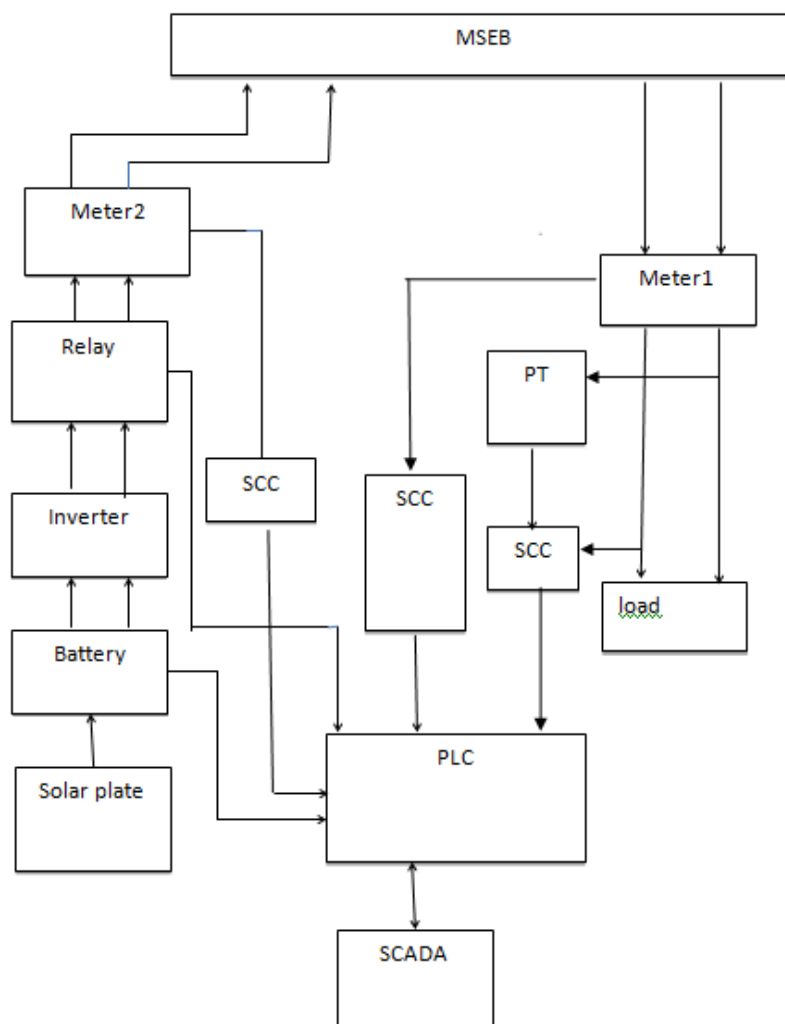 MSEB
Meter2
Meter1
Relay
PT
SCC
SCC
Inverter
SCC
load
Battery
PLC
Solar plate
SCADA